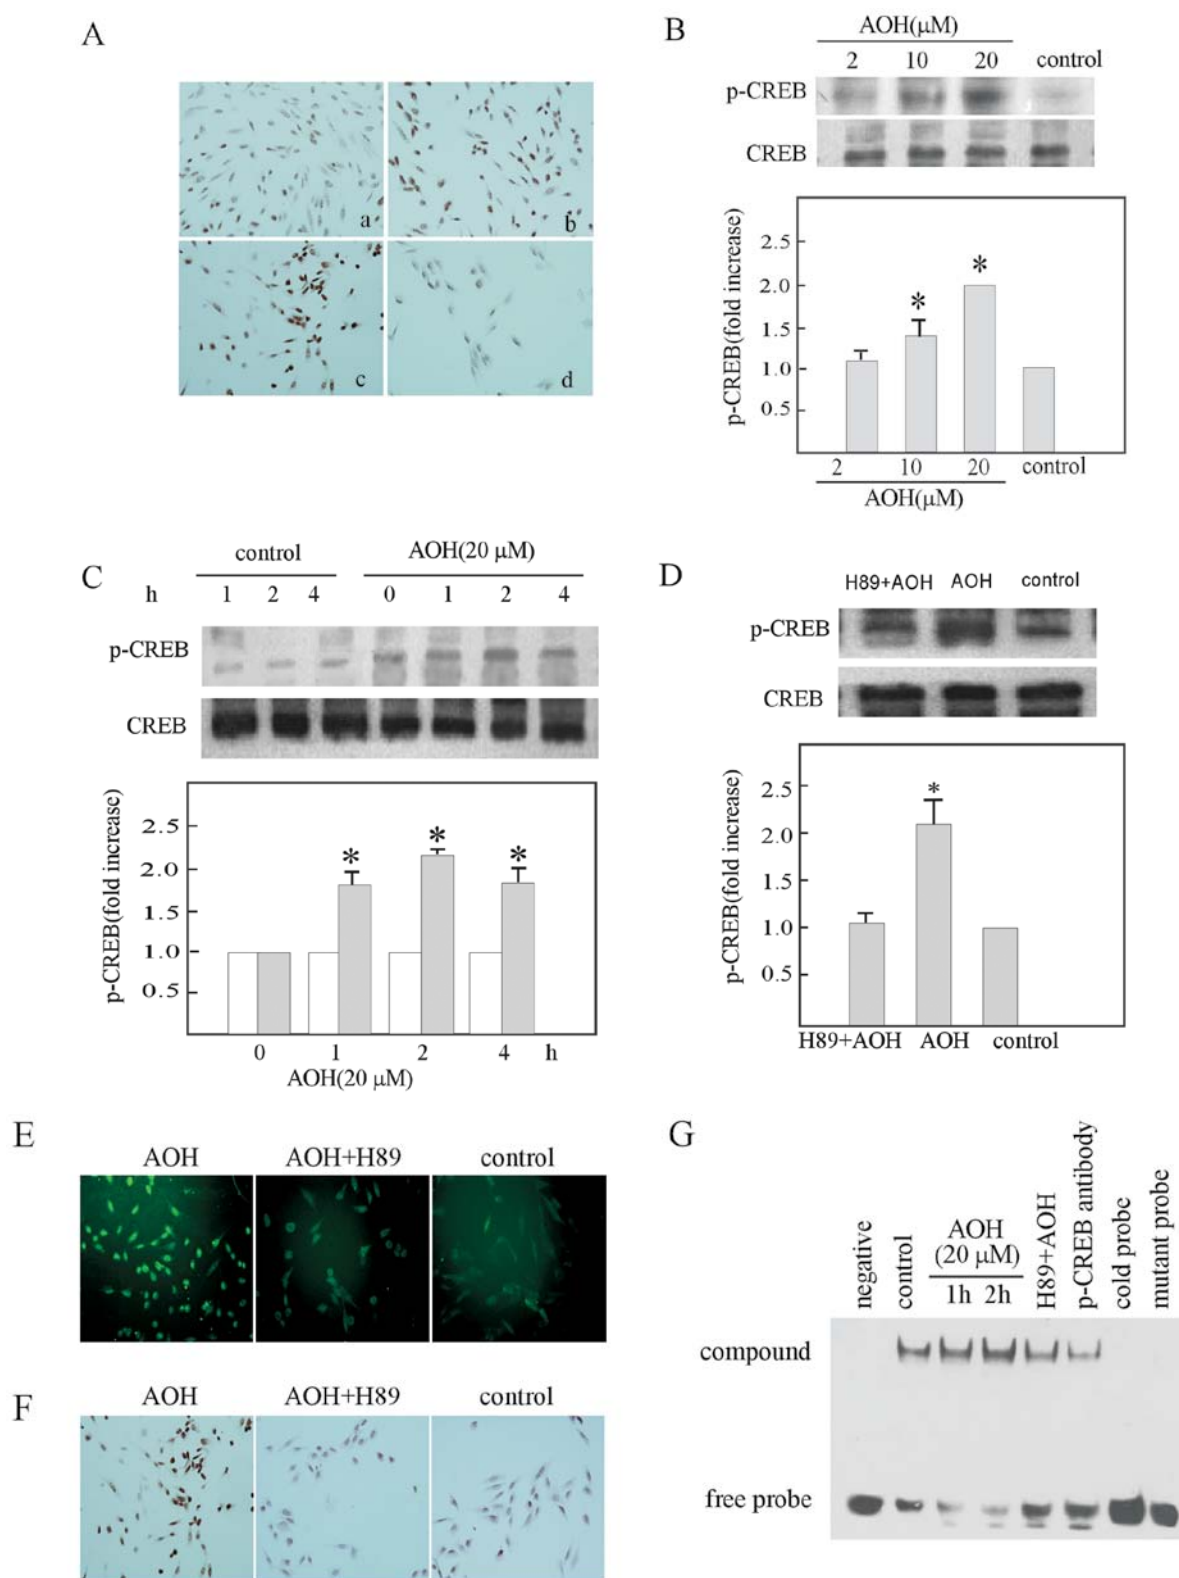 A
a
b
c
d
B
AOH(μM)
2 10 20 control
p-CREB
CREB
p-CREB(fold increase)
2.5
2.0
1.5
1.0
0.5
* *
2 10 20 control
AOH(μM)
C
control AOH(20 μM)
h 1 2 4 0 1 2 4
p-CREB
CREB
p-CREB(fold increase)
2.5
2.0
1.5
1.0
0.5
* * *
0 1 2 4 h
AOH(20 μM)
D
H89+AOH AOH control
p-CREB
CREB
p-CREB(fold increase)
2.5
2.0
1.5
1.0
0.5
*
H89+AOH AOH control
E
AOH AOH+H89 control
F
AOH AOH+H89 control
G
negative
control
AOH
(20 μM)
1h 2h
H89+AOH
p-CREB antibody
cold probe
mutant probe
compound
free probe